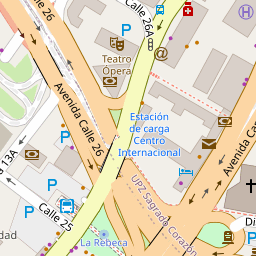 Calle 26
Calle 26A
Teatro
Ópera
Avenida Calle 26
Estación
de carga
Centro
Internacional
13A
Avenida Ca
Calle 25
UPZ Sagrado Corazón
La Rebeca
dad
Di
P
P
P
P
P
H